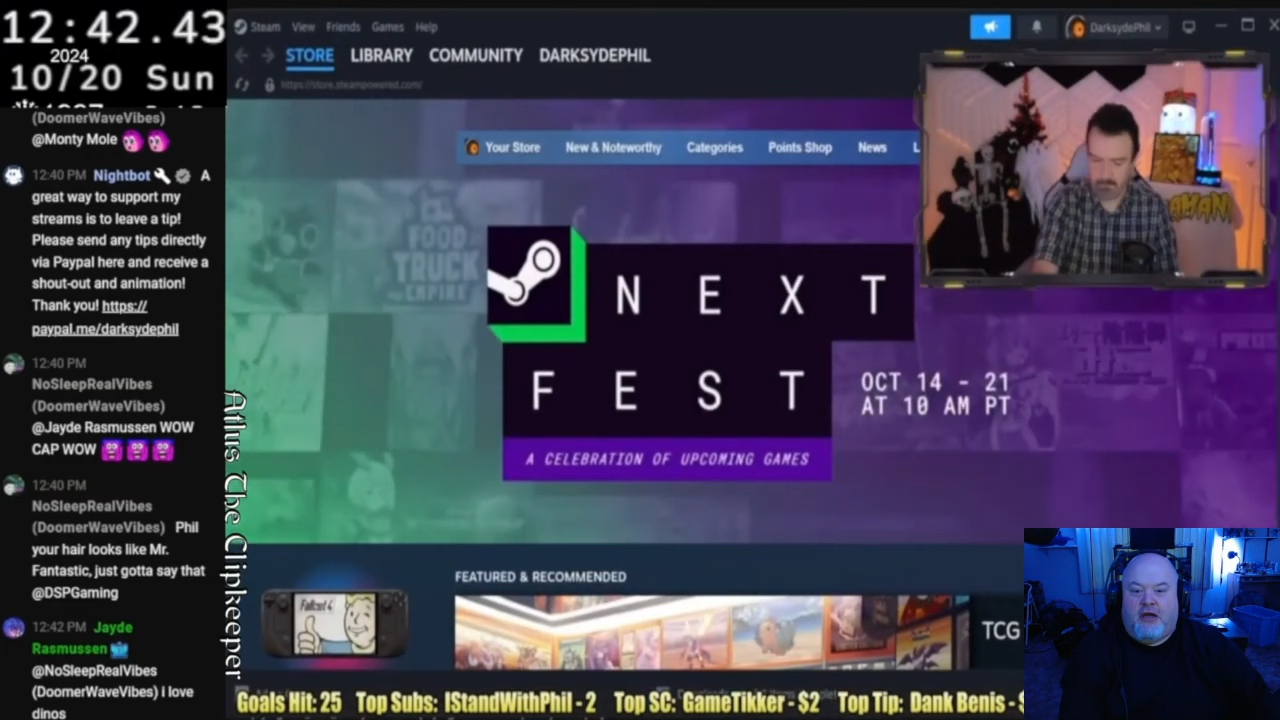 12:42.43
2024
10/20 Sun
(DoomerWaveVibes)
@Monty Mole
12:40 PM Nightbot A
great way to support my
streams is to leave a tip!
Please send any tips directly
via Paypal here and receive a
shout-out and animation!
Thank you! https://
paypal.me/darksydephil
12:40 PM
NoSleepRealVibes
(DoomerWaveVibes)
@Jayde Rasmussen WOW
CAP WOW
12:40 PM
NoSleepRealVibes
(DoomerWaveVibes) Phil
your hair looks like Mr.
Fantastic, just gotta say that
@DSPGaming
12:42 PM Jayde
Rasmussen
@NoSleepRealVibes
(DoomerWaveVibes) i love
dinos
Atlus The Clipkeeper
Steam View Friends Games Help
DarksydePhil
STORE LIBRARY COMMUNITY DARKSYDEPHIL
https://store.steampowered.com/
Your Store New & Noteworthy Categories Points Shop News L
FOOD
TRUCK
EMPIRE
NEXT
FEST
OCT 14 - 21
AT 10 AM PT
A CELEBRATION OF UPCOMING GAMES
FEATURED & RECOMMENDED
Fallout 4
TCG
Goals Hit: 25 Top Subs: IStandWithPhil - 2 Top SC: GameTikker - $2 Top Tip: Dank Benis - $